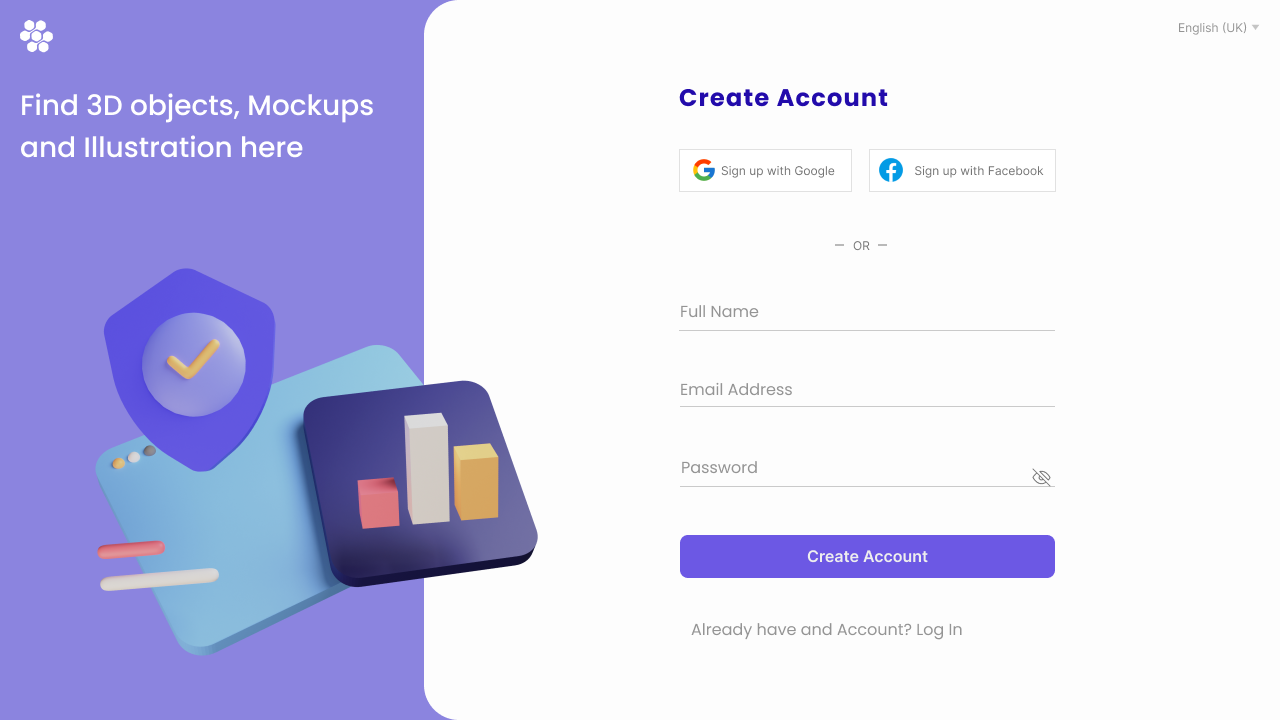 English (UK)
Find 3D objects, Mockups
and Illustration here
Create Account
Sign up with Google
Sign up with Facebook
OR
Full Name
Email Address
Password
Create Account
Already have and Account? Log In